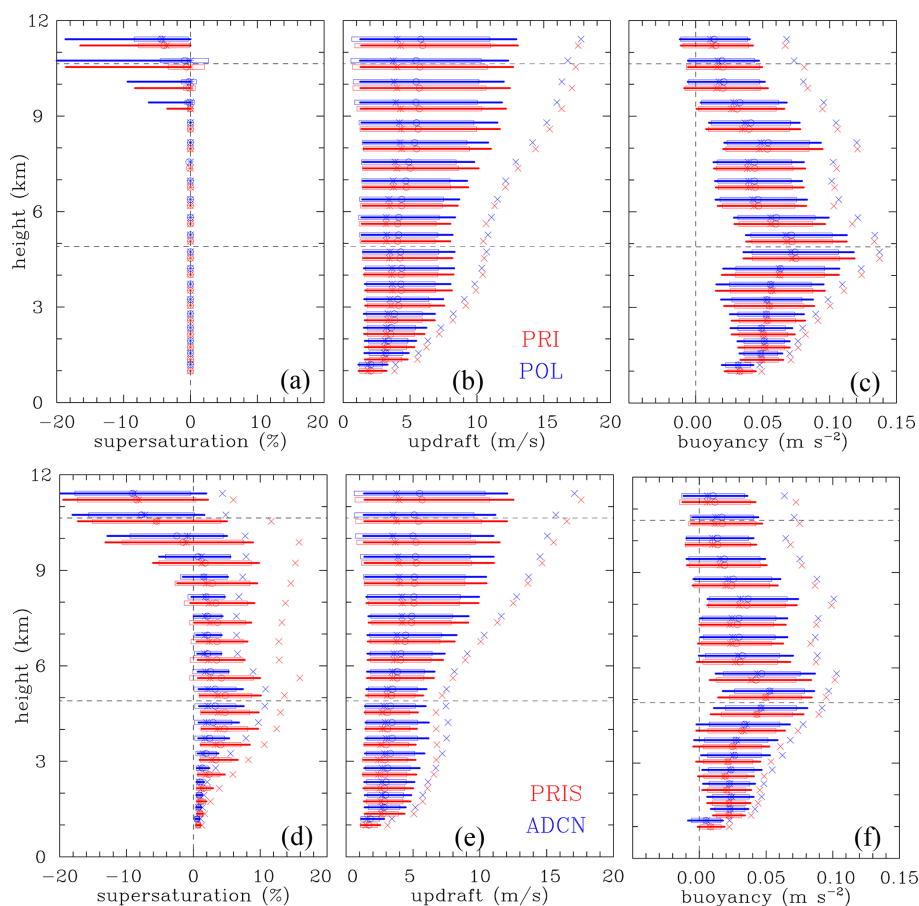 12
9
6
3
0
height (km)
−20 −10 0 10 20
supersaturation (%)
(a)
0 5 10 15 20
updraft (m/s)
PRI
POL
(b)
0.00 0.05 0.10 0.15
buoyancy (m s⁻²)
(c)
12
9
6
3
0
height (km)
−20 −10 0 10 20
supersaturation (%)
(d)
0 5 10 15 20
updraft (m/s)
PRIS
ADCN
(e)
0.00 0.05 0.10 0.15
buoyancy (m s⁻²)
(f)